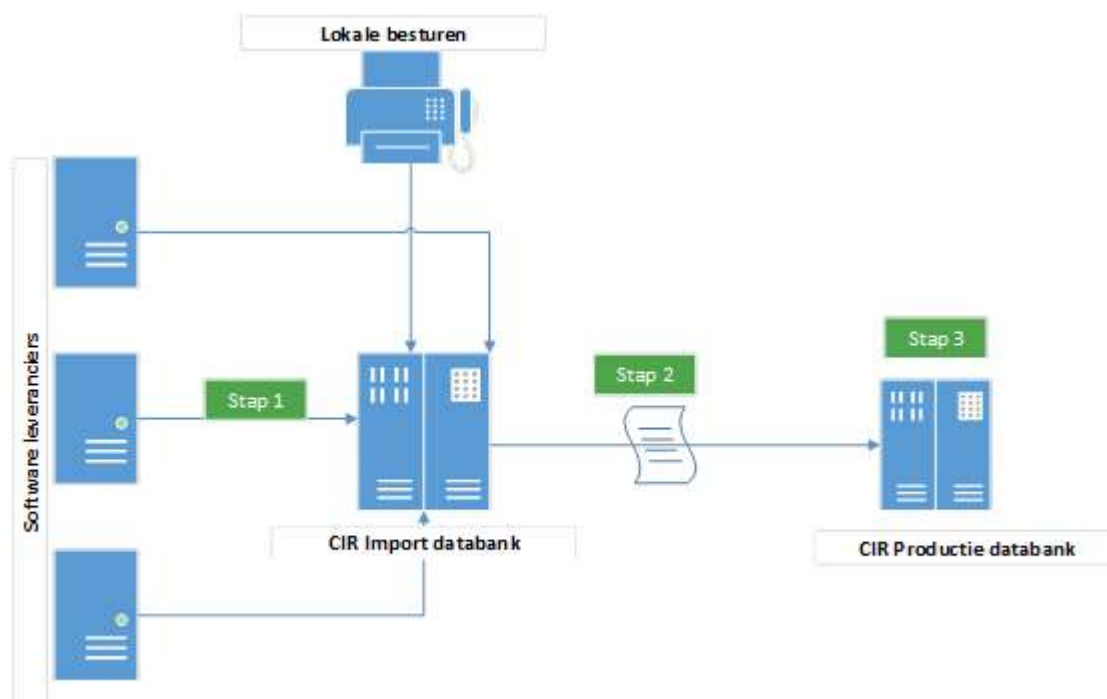 Lokale besturen
Software leveranciers
Stap 1
Stap 2
Stap 3
CIR Import databank
CIR Productie databank